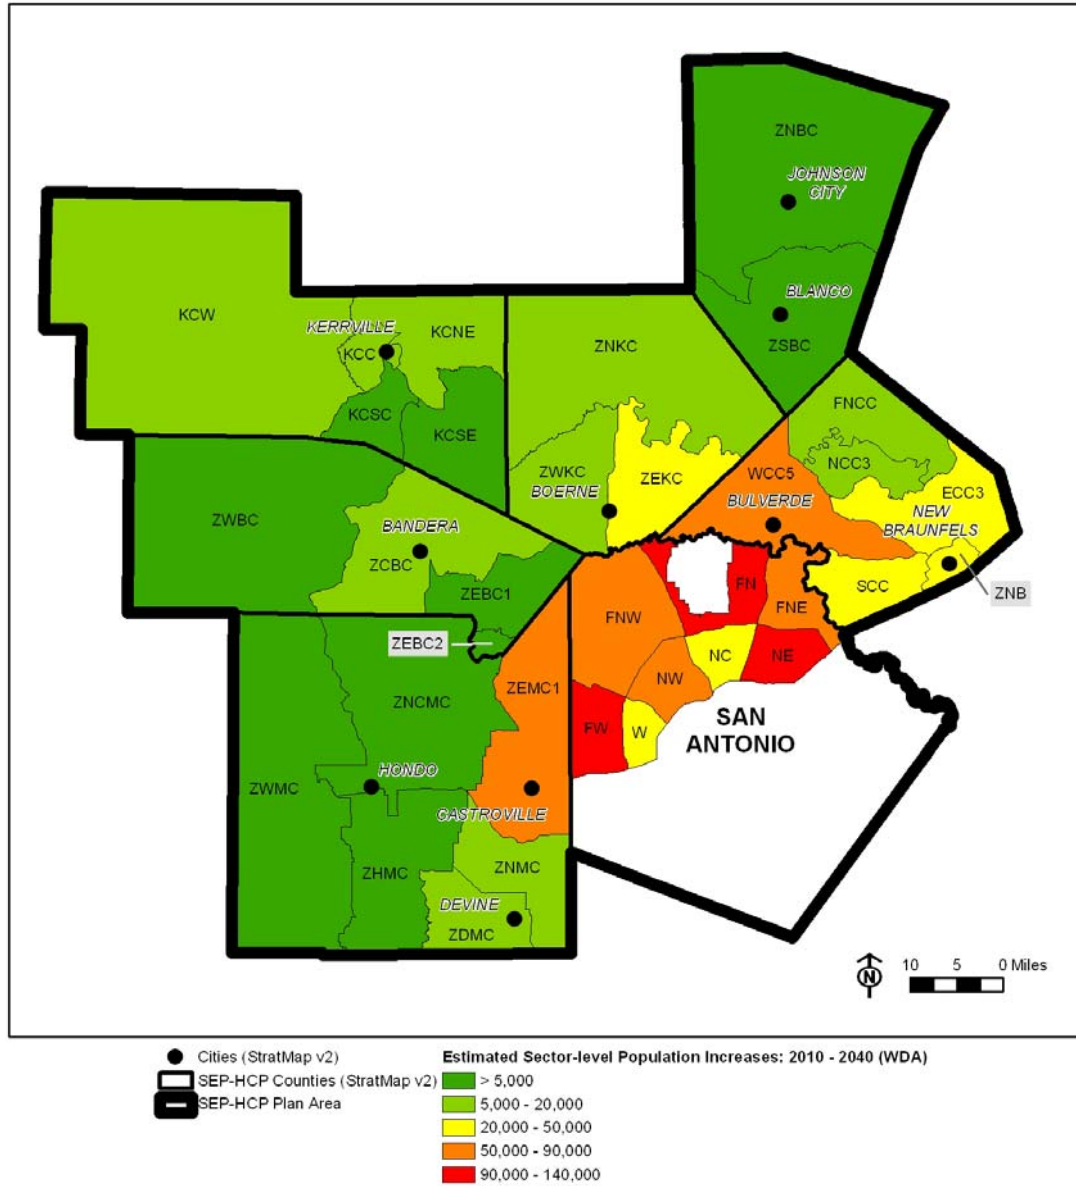 ZNBC
JOHNSON
CITY
BLANCO
ZSBC
KCW
KERRVILLE
KCNE
KCC
ZNKC
KCSC
KCSE
FNCC
ZWKC
BOERNE
ZEKC
WCC5
NCC3
BULVERDE
ECC3
NEW
BRAUNFELS
ZWBC
BANDERA
ZCBC
ZEBC1
SCC
ZNB
FN
FNE
FNW
ZEBC2
NC
NE
NW
ZEMC1
ZNCMC
FW
W
SAN
ANTONIO
HONDO
ZWMC
CASTROVILLE
ZHMC
ZNMC
DEVINE
ZDMC
N
10 5 0 Miles
Cities (StratMap v2)
SEP-HCP Counties (StratMap v2)
SEP-HCP Plan Area
Estimated Sector-level Population Increases: 2010 - 2040 (WDA)
> 5,000
5,000 - 20,000
20,000 - 50,000
50,000 - 90,000
90,000 - 140,000